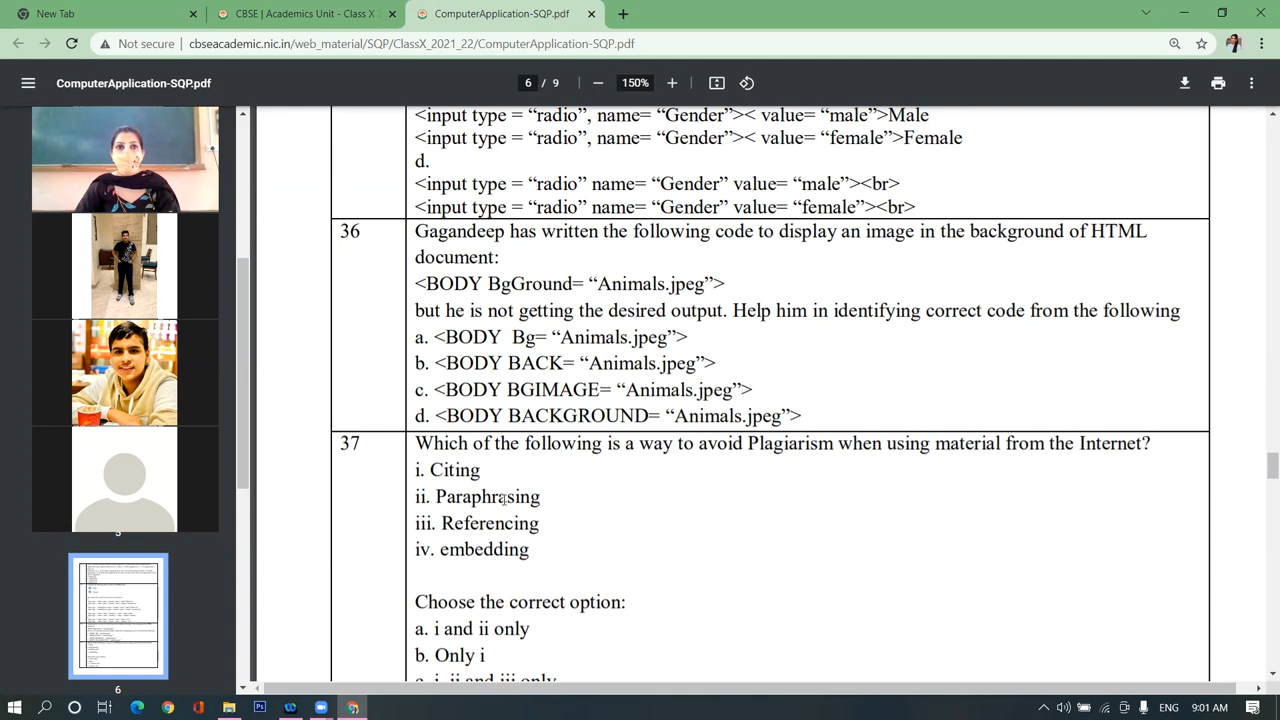 New Tab
CBSE | Academics Unit - Class X 2
ComputerApplication-SQP.pdf
Not secure | cbseacademic.nic.in/web_material/SQP/ClassX_2021_22/ComputerApplication-SQP.pdf
ComputerApplication-SQP.pdf
6 / 9
150%
<input type = “radio”, name= “Gender”>< value= “male”>Male
<input type = “radio”, name= “Gender”>< value= “female”>Female
d.
<input type = “radio” name= “Gender” value= “male”><br>
<input type = “radio” name= “Gender” value= “female”><br>
36 Gagandeep has written the following code to display an image in the background of HTML
document:
<BODY BgGround= “Animals.jpeg”>
but he is not getting the desired output. Help him in identifying correct code from the following
a. <BODY Bg= “Animals.jpeg”>
b. <BODY BACK= “Animals.jpeg”>
c. <BODY BGIMAGE= “Animals.jpeg”>
d. <BODY BACKGROUND= “Animals.jpeg”>
37 Which of the following is a way to avoid Plagiarism when using material from the Internet?
i. Citing
ii. Paraphrasing
iii. Referencing
iv. embedding
Choose the correct option:
a. i and ii only
b. Only i
c. i, ii and iii only
5
6
ENG
9:01 AM